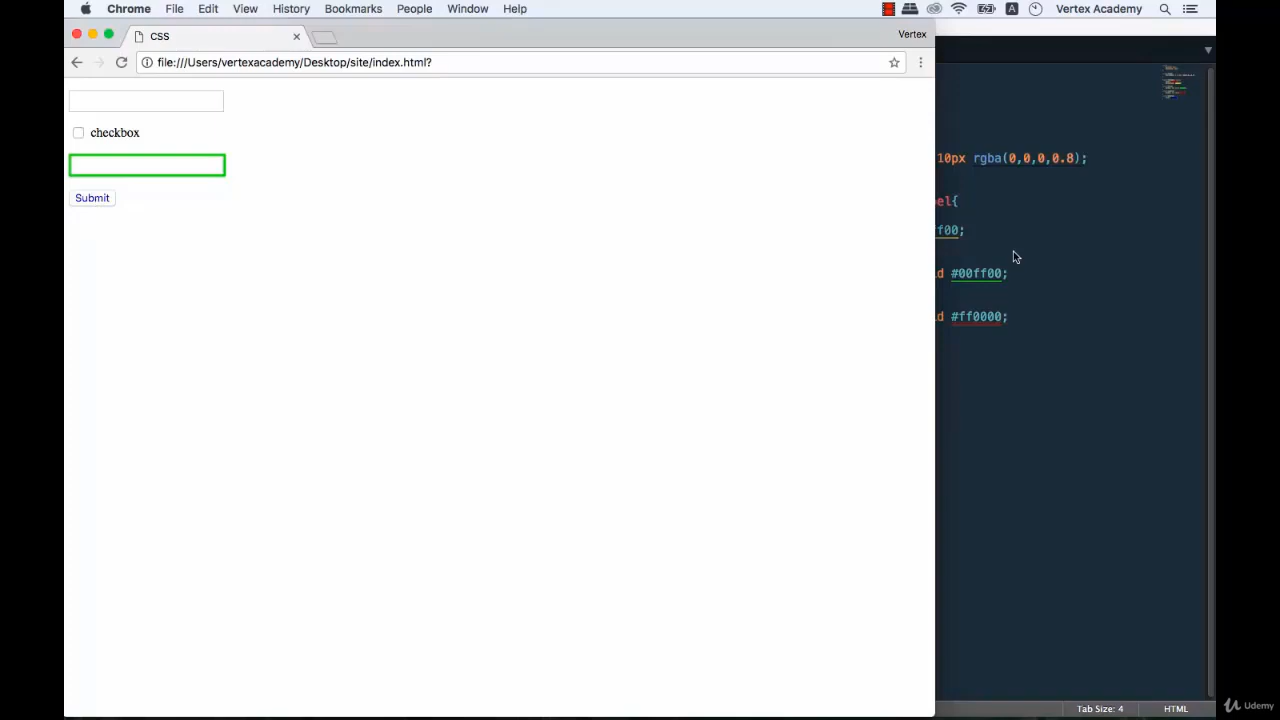 Chrome File Edit View History Bookmarks People Window Help A Vertex Academy
CSS
Vertex
file:///Users/vertexacademy/Desktop/site/index.html?
checkbox
Submit
10px rgba(0,0,0,0.8);
el{
ff00;
d #00ff00;
d #ff0000;
Tab Size: 4 HTML
Udemy